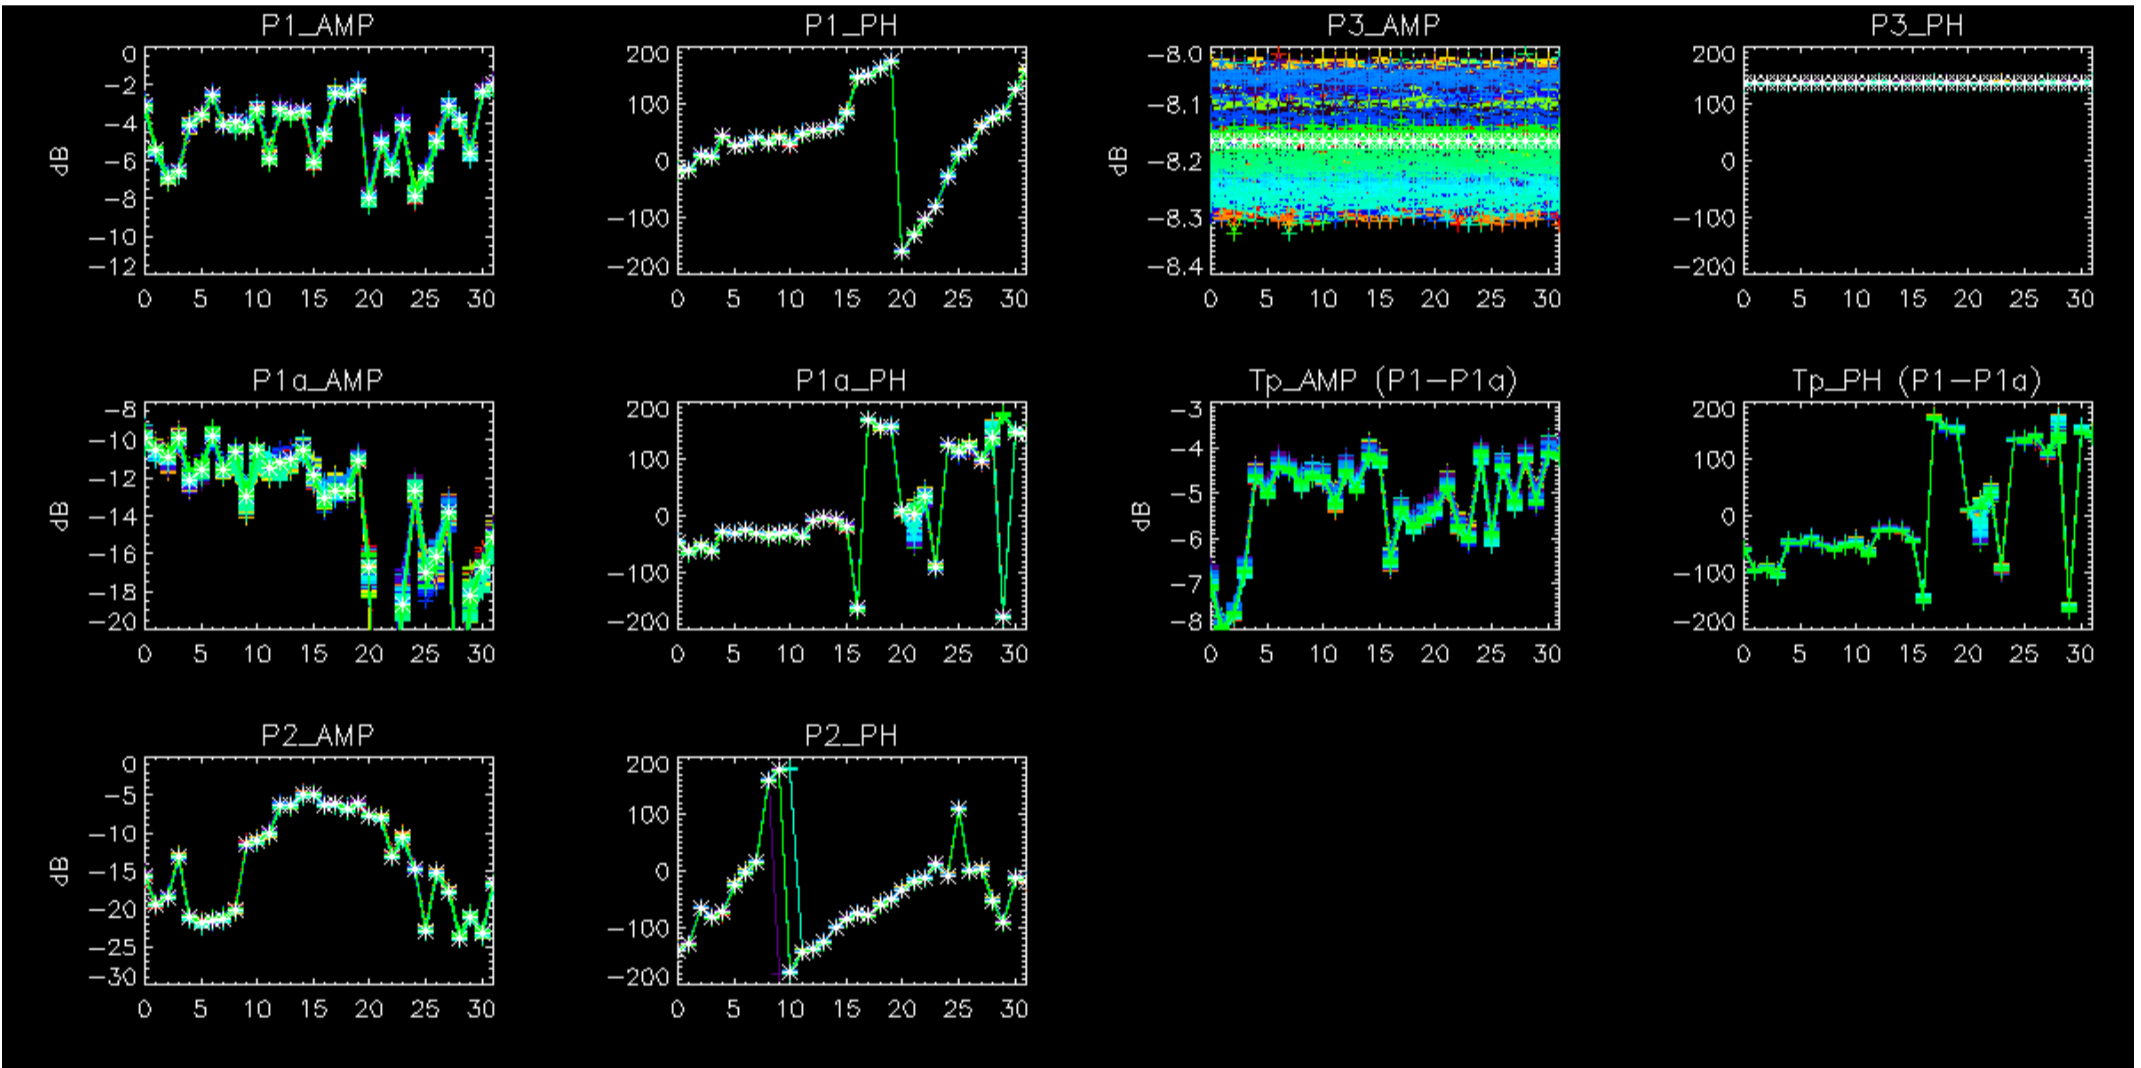 P1_AMP P1_PH P3_AMP P3_PH
0 200 -8.0 200
-2
-4 100 -8.1 100
dB -6 0 dB -8.2 0
-8
-10 -100 -8.3 -100
-12 -200 -8.4 -200
0 5 10 15 20 25 30 0 5 10 15 20 25 30 0 5 10 15 20 25 30 0 5 10 15 20 25 30
P1a_AMP P1a_PH Tp_AMP (P1-P1a) Tp_PH (P1-P1a)
-8 200 -3 200
-10
-12 100 -4 100
dB -14 0 dB -5 0
-16 -6
-18 -100 -7 -100
-20 -200 -8 -200
0 5 10 15 20 25 30 0 5 10 15 20 25 30 0 5 10 15 20 25 30 0 5 10 15 20 25 30
P2_AMP P2_PH
0 200
-5 100
-10
dB -15 0
-20 -100
-25
-30 -200
0 5 10 15 20 25 30 0 5 10 15 20 25 30